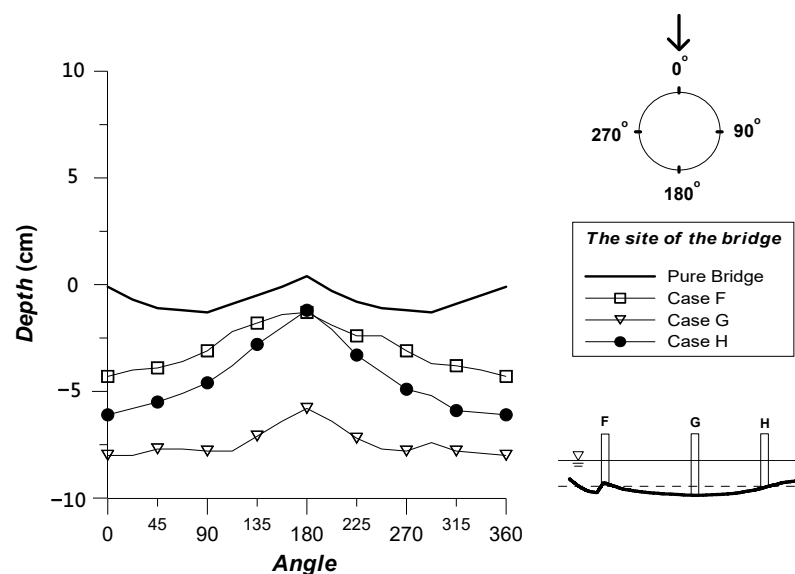 10
5
0
−5
−10
Depth (cm)
0 45 90 135 180 225 270 315 360
Angle
0°
270° 90°
180°
The site of the bridge
Pure Bridge
Case F
Case G
Case H
F G H